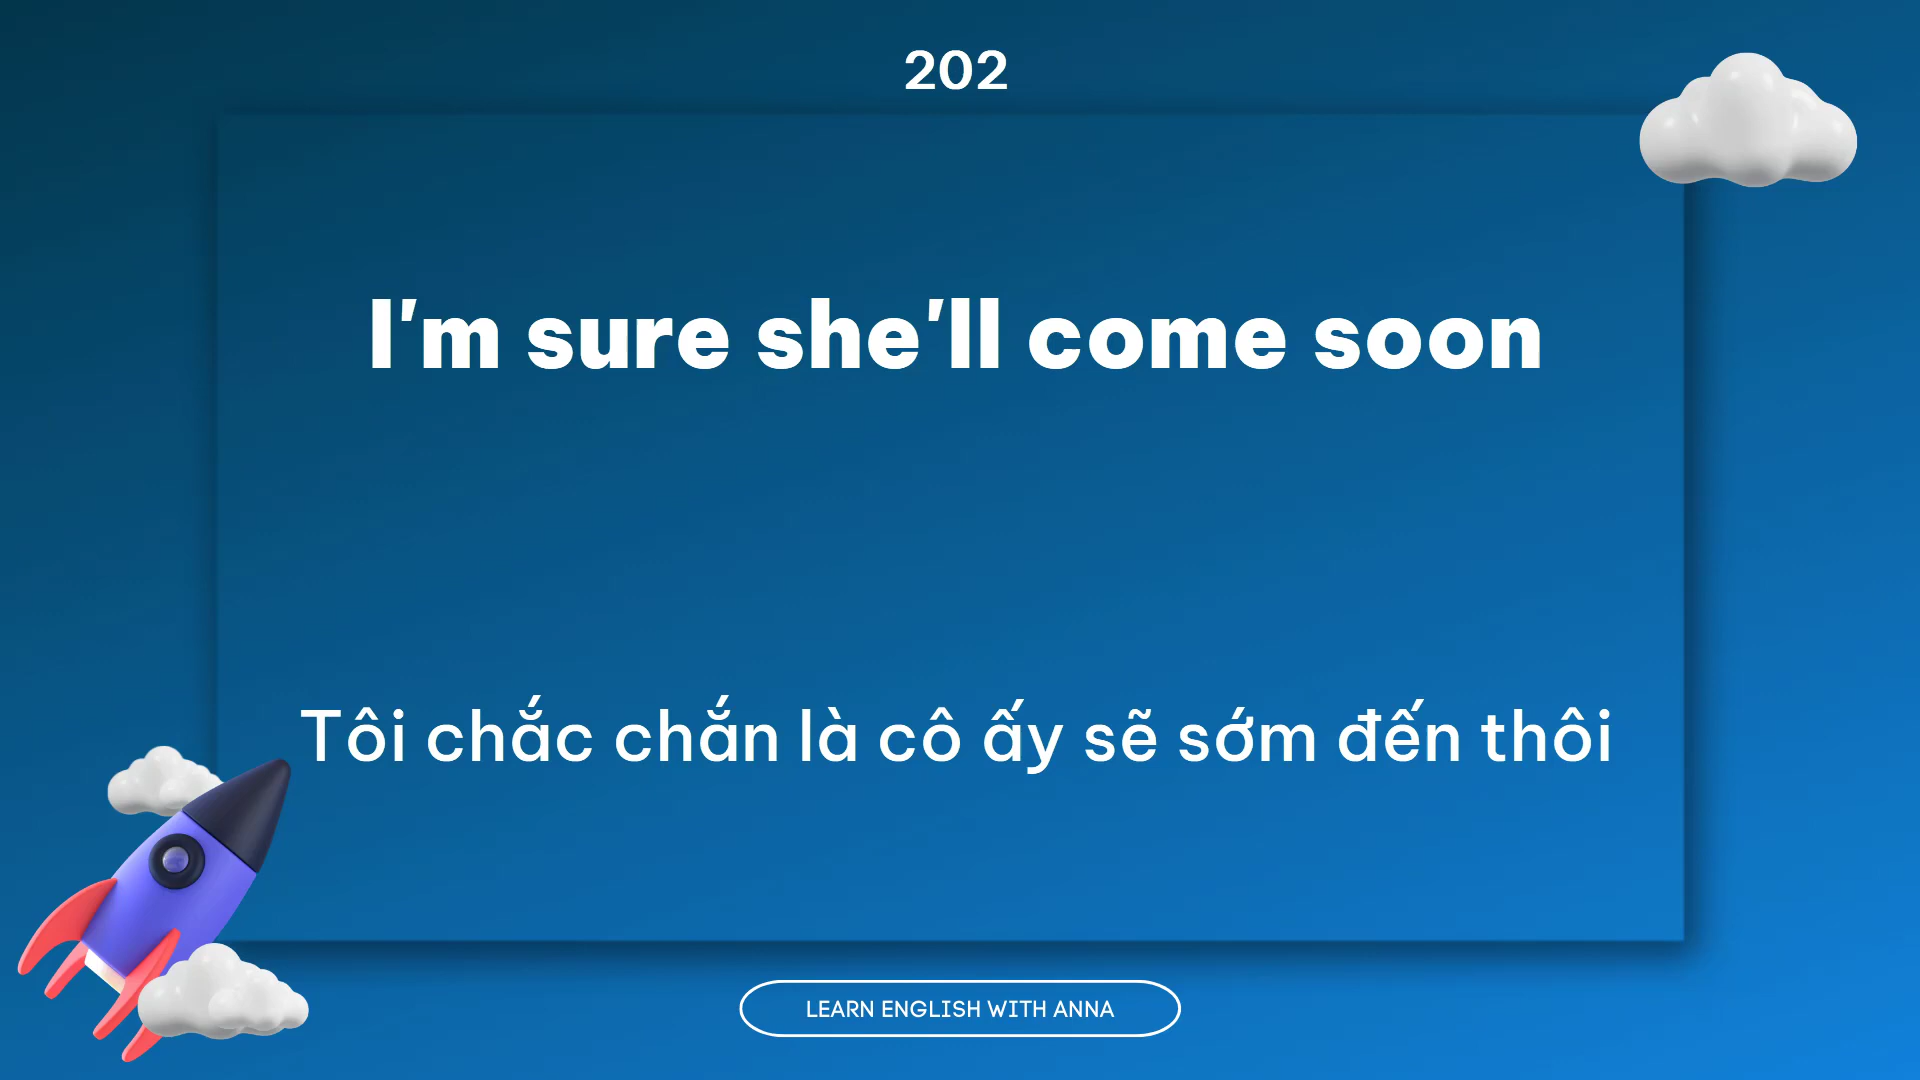 202
I'm sure she'll come soon
Tôi chắc chắn là cô ấy sẽ sớm đến thôi
LEARN ENGLISH WITH ANNA